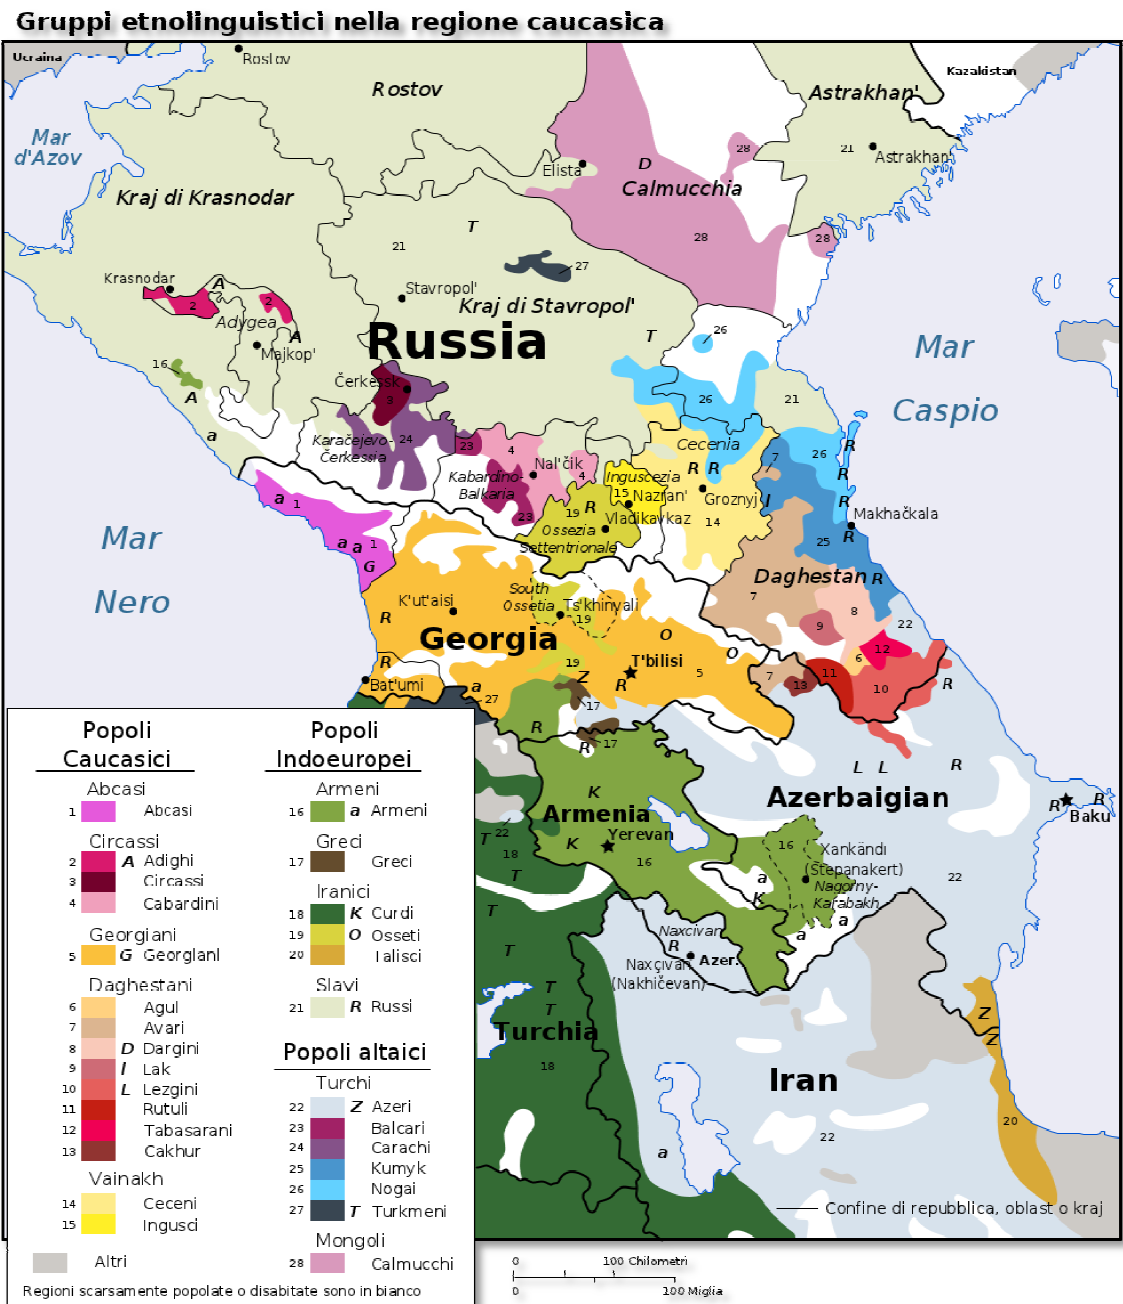 Gruppi etnolinguistici nella regione caucasica
Ucraina
Rostov
Kazakistan
Rostov
Astrakhan'
Mar
d'Azov
28
21
Astrakhan'
Elista
D
Calmucchia
Kraj di Krasnodar
T
21
28
28
27
Krasnodar
A
2
2
Stavropol'
Kraj di Stavropol'
Adygea
A
Majkop'
Russia
T
26
Mar
Caspio
16
A
Čerkessk
3
26
21
a
Karačejevo-
Čerkessia
24
23
4
Cecenia
R
7
26
R
Kabardino-
Balkaria
Nal'čik
4
Inguscezia
R R
15
Nazran'
Groznyj
I
R
a
1
23
19
R
Vladikavkaz
14
Makhačkala
Ossezia
Settentrionale
Mar
Nero
a a
1
G
25
R
Daghestan
R
South
Ossetia
K'ut'aisi
Ts'khinvali
19
7
8
9
22
R
Georgia
O
O
12
6
R
19
T'bilisi
Bat'umi
a
27
Z
R
5
7
13
11
10
R
17
R
R
17
L L
R
K
Azerbaigian
R
R
Baku
Armenia
Yerevan
T
22
K
18
16
16
Xankändı
(Stepanakert)
T
a
K
Nagorny-
Karabakh
22
T
a
a
Naxcivan
R
Azer.
Naxçıvan
(Nakhičevan)
T
T
T
Turchia
Z
Z
18
Iran
20
22
a
Confine di repubblica, oblast o kraj
Popoli
Caucasici
Abcasi
1 Abcasi
Circassi
2 A Adighi
3 Circassi
4 Cabardini
Georgiani
5 G Georgiani
Daghestani
6 Agul
7 Avari
8 D Dargini
9 I Lak
10 L Lezgini
11 Rutuli
12 Tabasarani
13 Cakhur
Vainakh
14 Ceceni
15 Ingusci
Altri
Popoli
Indoeuropei
Armeni
16 a Armeni
Greci
17 Greci
Iranici
18 K Curdi
19 O Osseti
20 Talisci
Slavi
21 R Russi
Popoli altaici
Turchi
22 Z Azeri
23 Balcari
24 Carachi
25 Kumyk
26 Nogai
27 T Turkmeni
Mongoli
28 Calmucchi
Regioni scarsamente popolate o disabitate sono in bianco
0 100 Chilometri
0 100 Miglia